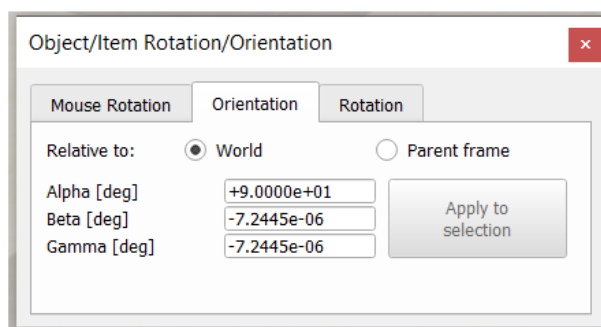 Object/Item Rotation/Orientation
×
Mouse Rotation Orientation Rotation
Relative to: World Parent frame
Alpha [deg] +9.0000e+01
Beta [deg] -7.2445e-06
Gamma [deg] -7.2445e-06
Apply to
selection